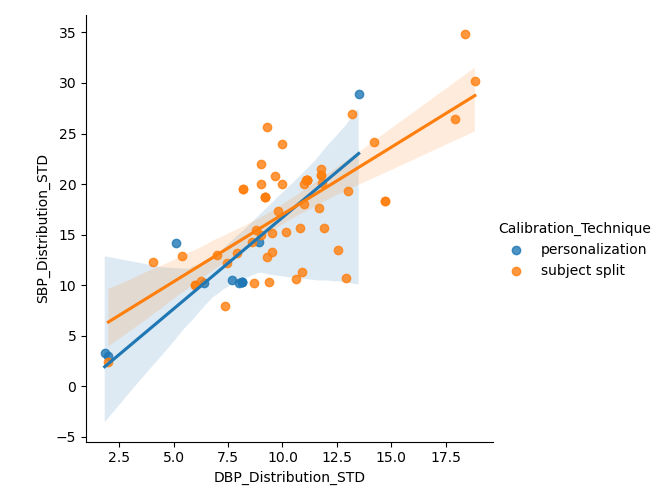 35
30
25
20
15
10
5
0
−5
SBP_Distribution_STD
2.5 5.0 7.5 10.0 12.5 15.0 17.5
DBP_Distribution_STD
Calibration_Technique
personalization
subject split